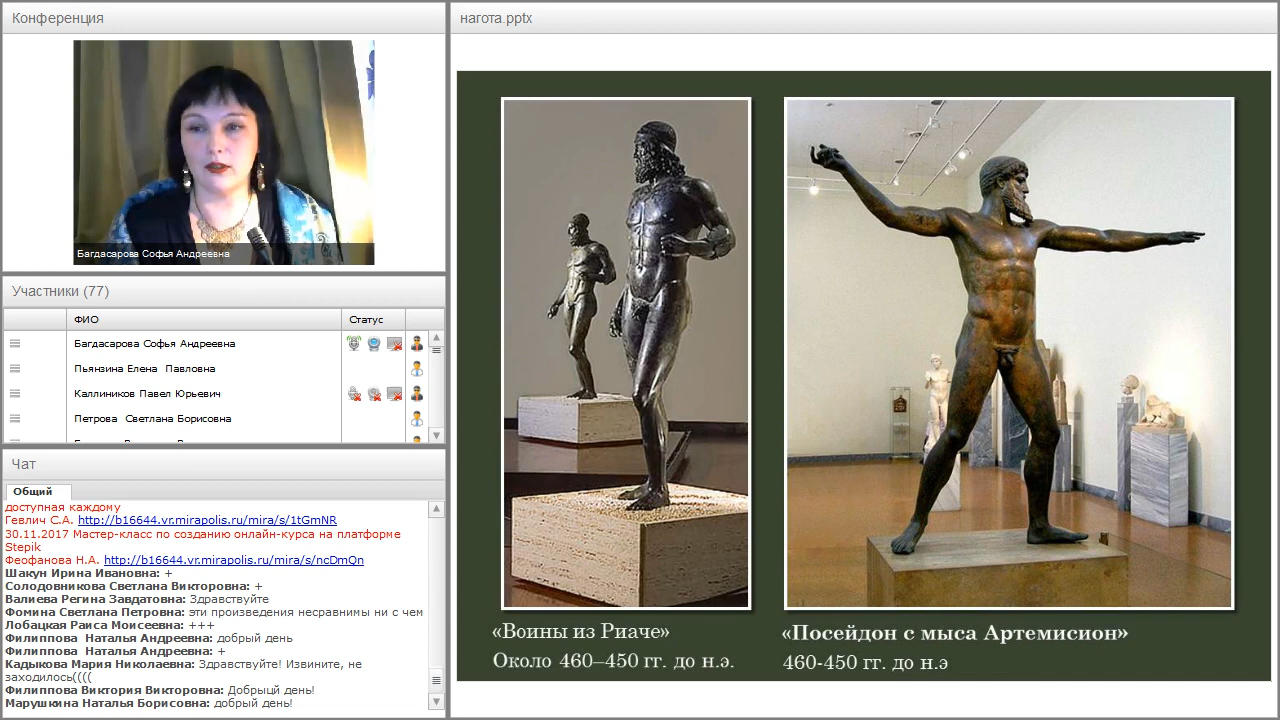 Конференция
Багдасарова Софья Андреевна
Участники (77)
ФИО
Статус
Багдасарова Софья Андреевна
Пьянзина Елена Павловна
Каллиников Павел Юрьевич
Петрова Светлана Борисовна
Чат
Общий
доступная каждому
Гевлич С.А. http://b16644.vr.mirapolis.ru/mira/s/1tGmNR
30.11.2017 Мастер-класс по созданию онлайн-курса на платформе
Stepik
Феофанова Н.А. http://b16644.vr.mirapolis.ru/mira/s/ncDmQn
Шакун Ирина Ивановна: +
Солодовникова Светлана Викторовна: +
Валиева Регина Завдатовна: Здравствуйте
Фомина Светлана Петровна: эти произведения несравнимы ни с чем
Лобацкая Раиса Моисеевна: +++
Филиппова Наталья Андреевна: добрый день
Филиппова Наталья Андреевна: +
Кадыкова Мария Николаевна: Здравствуйте! Извините, не
заходилось((((
Филиппова Виктория Викторовна: Добрыцй день!
Марушкина Наталья Борисовна: добрый день!
нагота.pptx
«Воины из Риаче»
Около 460–450 гг. до н.э.
«Посейдон с мыса Артемисион»
460-450 гг. до н.э